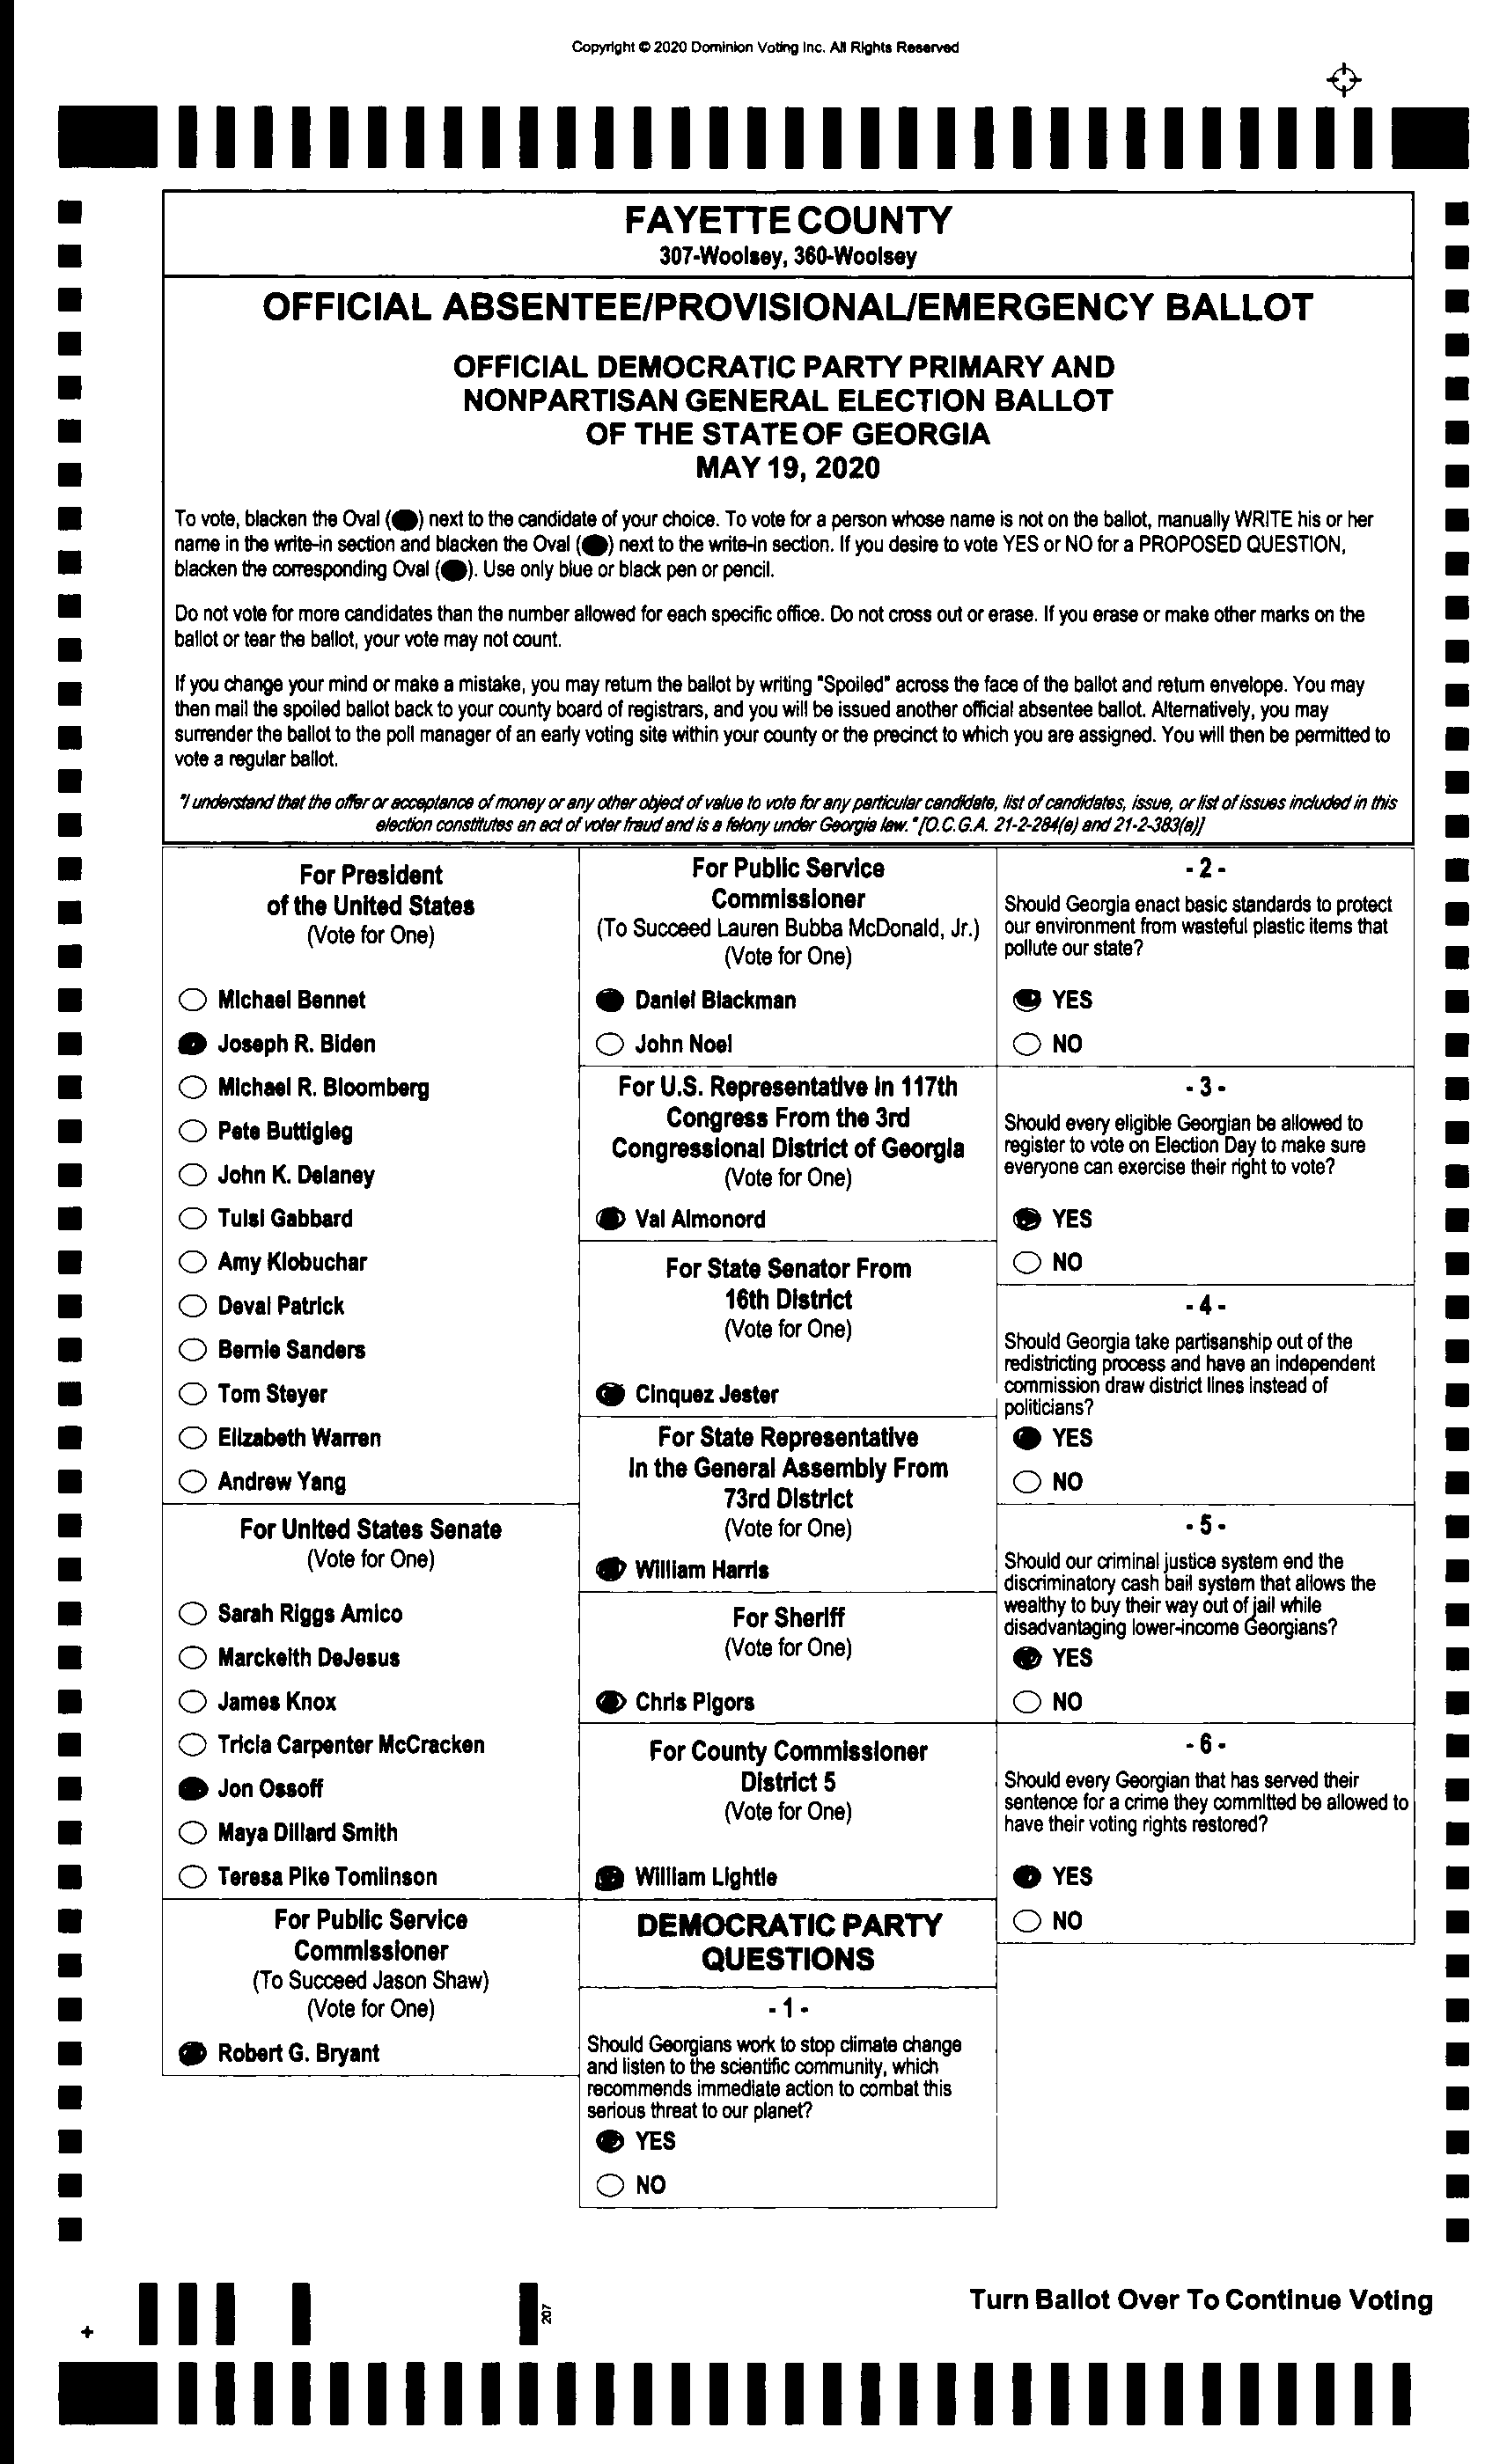 Copyright © 2020 Dominion Voting Inc. All Rights Reserved
FAYETTE COUNTY
307-Woolsey, 360-Woolsey
OFFICIAL ABSENTEE/PROVISIONAL/EMERGENCY BALLOT
OFFICIAL DEMOCRATIC PARTY PRIMARY AND
NONPARTISAN GENERAL ELECTION BALLOT
OF THE STATE OF GEORGIA
MAY 19, 2020
To vote, blacken the Oval () next to the candidate of your choice. To vote for a person whose name is not on the ballot, manually WRITE his or her
name in the write-in section and blacken the Oval () next to the write-in section. If you desire to vote YES or NO for a PROPOSED QUESTION,
blacken the corresponding Oval (). Use only blue or black pen or pencil.
Do not vote for more candidates than the number allowed for each specific office. Do not cross out or erase. If you erase or make other marks on the
ballot or tear the ballot, your vote may not count.
If you change your mind or make a mistake, you may return the ballot by writing "Spoiled" across the face of the ballot and return envelope. You may
then mail the spoiled ballot back to your county board of registrars, and you will be issued another official absentee ballot. Alternatively, you may
surrender the ballot to the poll manager of an early voting site within your county or the precinct to which you are assigned. You will then be permitted to
vote a regular ballot.
"I understand that the offer or acceptance of money or any other object of value to vote for any particular candidate, list of candidates, issue, or list of issues included in this
election constitutes an act of voter fraud and is a felony under Georgia law." [O.C.G.A. 21-2-284(e) and 21-2-383(a)]
For President
of the United States
(Vote for One)
Michael Bennet
Joseph R. Biden
Michael R. Bloomberg
Pete Buttigieg
John K. Delaney
Tulsi Gabbard
Amy Klobuchar
Deval Patrick
Bernie Sanders
Tom Steyer
Elizabeth Warren
Andrew Yang
For United States Senate
(Vote for One)
Sarah Riggs Amico
Marckeith DeJesus
James Knox
Tricia Carpenter McCracken
Jon Ossoff
Maya Dillard Smith
Teresa Pike Tomlinson
For Public Service
Commissioner
(To Succeed Jason Shaw)
(Vote for One)
Robert G. Bryant
For Public Service
Commissioner
(To Succeed Lauren Bubba McDonald, Jr.)
(Vote for One)
Daniel Blackman
John Noel
For U.S. Representative in 117th
Congress From the 3rd
Congressional District of Georgia
(Vote for One)
Val Almonord
For State Senator From
16th District
(Vote for One)
Cinquez Jester
For State Representative
In the General Assembly From
73rd District
(Vote for One)
William Harris
For Sheriff
(Vote for One)
Chris Pigors
For County Commissioner
District 5
(Vote for One)
William Lightle
DEMOCRATIC PARTY
QUESTIONS
- 1 -
Should Georgians work to stop climate change
and listen to the scientific community, which
recommends immediate action to combat this
serious threat to our planet?
YES
NO
- 2 -
Should Georgia enact basic standards to protect
our environment from wasteful plastic items that
pollute our state?
YES
NO
- 3 -
Should every eligible Georgian be allowed to
register to vote on Election Day to make sure
everyone can exercise their right to vote?
YES
NO
- 4 -
Should Georgia take partisanship out of the
redistricting process and have an independent
commission draw district lines instead of
politicians?
YES
NO
- 5 -
Should our criminal justice system end the
discriminatory cash bail system that allows the
wealthy to buy their way out of jail while
disadvantaging lower-income Georgians?
YES
NO
- 6 -
Should every Georgian that has served their
sentence for a crime they committed be allowed to
have their voting rights restored?
YES
NO
Turn Ballot Over To Continue Voting
207